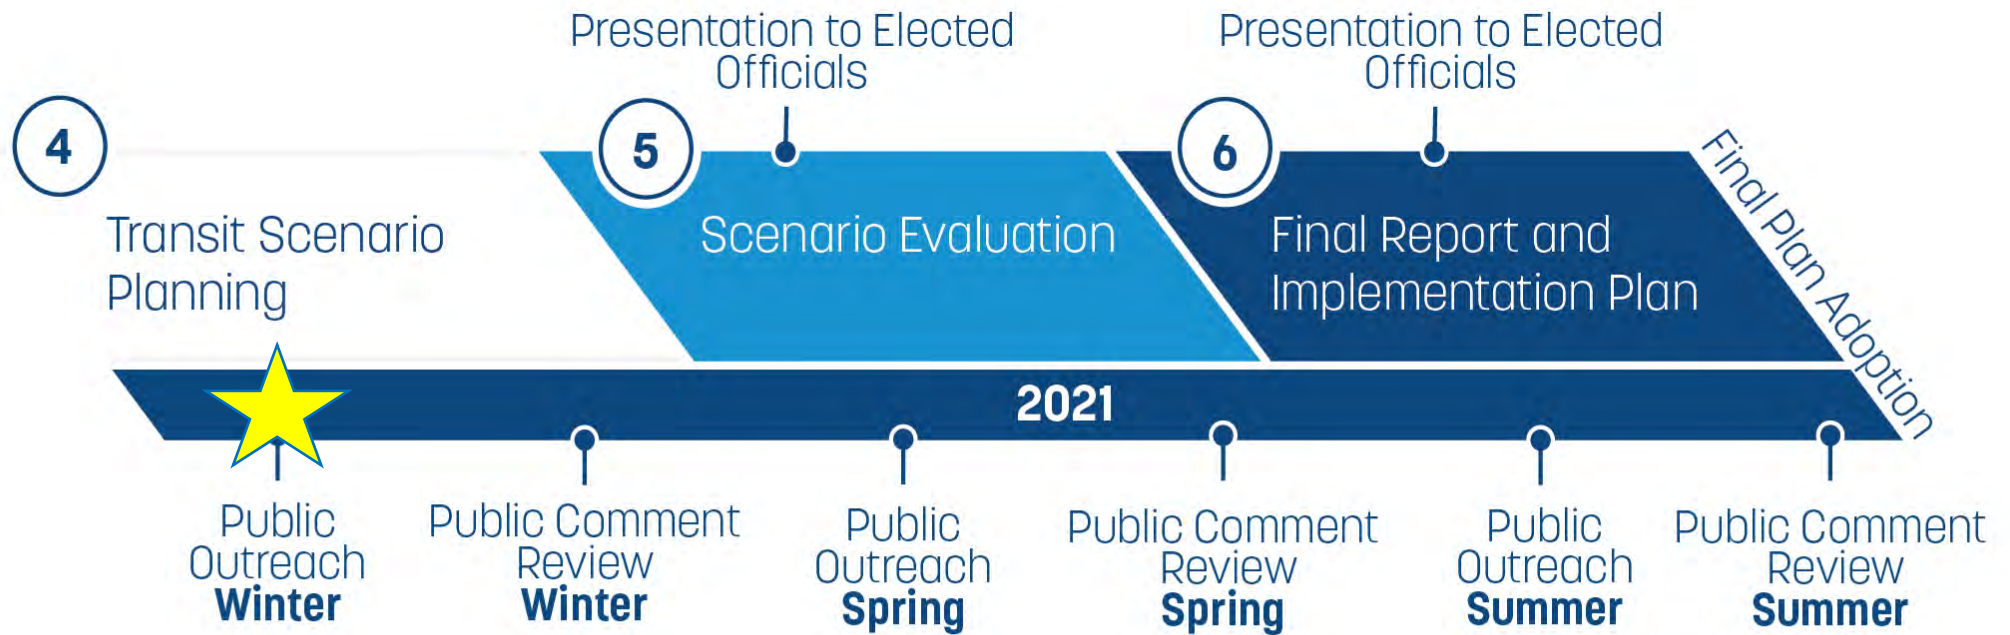 Presentation to Elected
Officials
Presentation to Elected
Officials
4
5
6
Transit Scenario
Planning
Scenario Evaluation
Final Report and
Implementation Plan
Final Plan Adoption
2021
Public
Outreach
Winter
Public Comment
Review
Winter
Public
Outreach
Spring
Public Comment
Review
Spring
Public
Outreach
Summer
Public Comment
Review
Summer